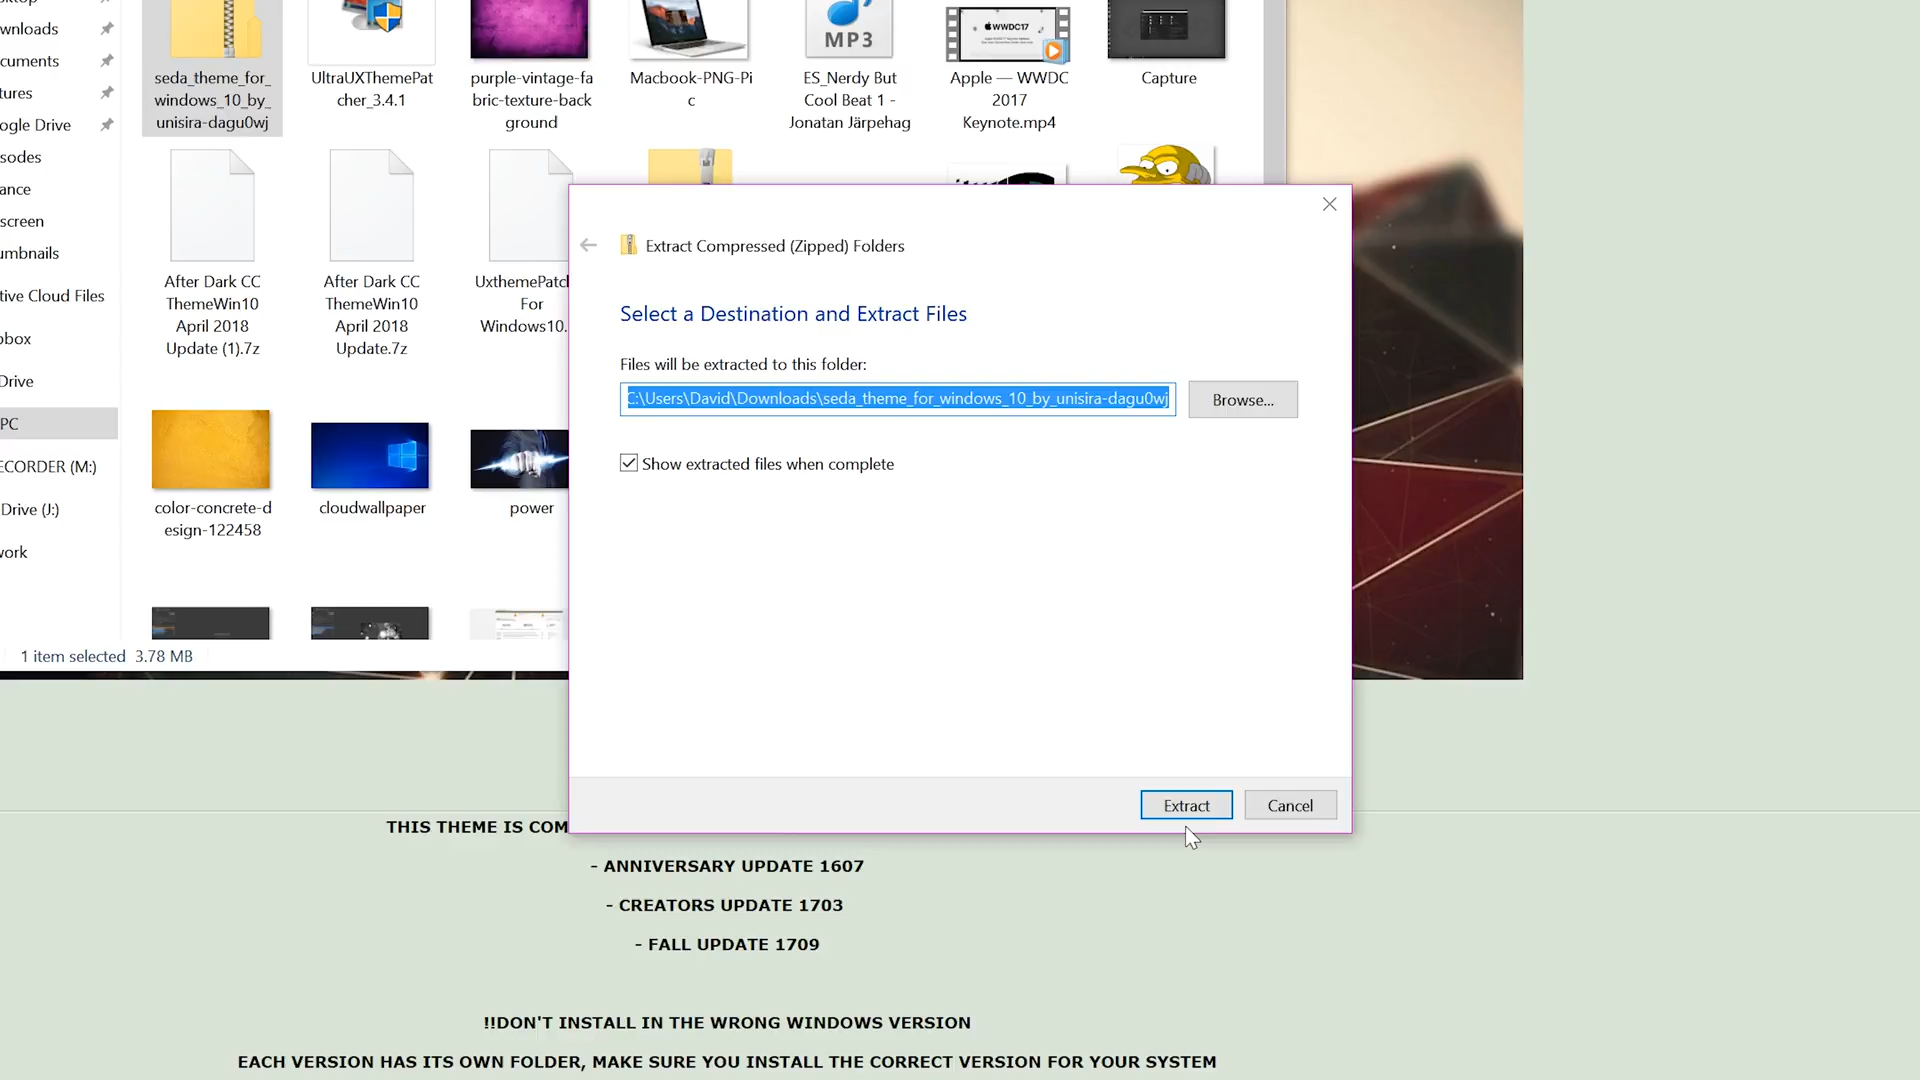 wnloads
cuments
tures
ogle Drive
sodes
ance
screen
umbnails
tive Cloud Files
obox
Drive
PC
ECORDER (M:)
Drive (J:)
work
seda_theme_for_
windows_10_by_
unisira-dagu0wj
UltraUXThemePat
cher_3.4.1
purple-vintage-fa
bric-texture-back
ground
Macbook-PNG-Pi
c
MP3
ES_Nerdy But
Cool Beat 1 -
Jonatan Järpehag
WWDC17
Apple — WWDC
2017
Keynote.mp4
Capture
After Dark CC
ThemeWin10
April 2018
Update (1).7z
After Dark CC
ThemeWin10
April 2018
Update.7z
UxthemePatc
For
Windows10.
color-concrete-d
esign-122458
cloudwallpaper
power
1 item selected 3.78 MB
Extract Compressed (Zipped) Folders
Select a Destination and Extract Files
Files will be extracted to this folder:
C:\Users\David\Downloads\seda_theme_for_windows_10_by_unisira-dagu0wj
Browse...
Show extracted files when complete
Extract
Cancel
THIS THEME IS COM
- ANNIVERSARY UPDATE 1607
- CREATORS UPDATE 1703
- FALL UPDATE 1709
!!DON'T INSTALL IN THE WRONG WINDOWS VERSION
EACH VERSION HAS ITS OWN FOLDER, MAKE SURE YOU INSTALL THE CORRECT VERSION FOR YOUR SYSTEM